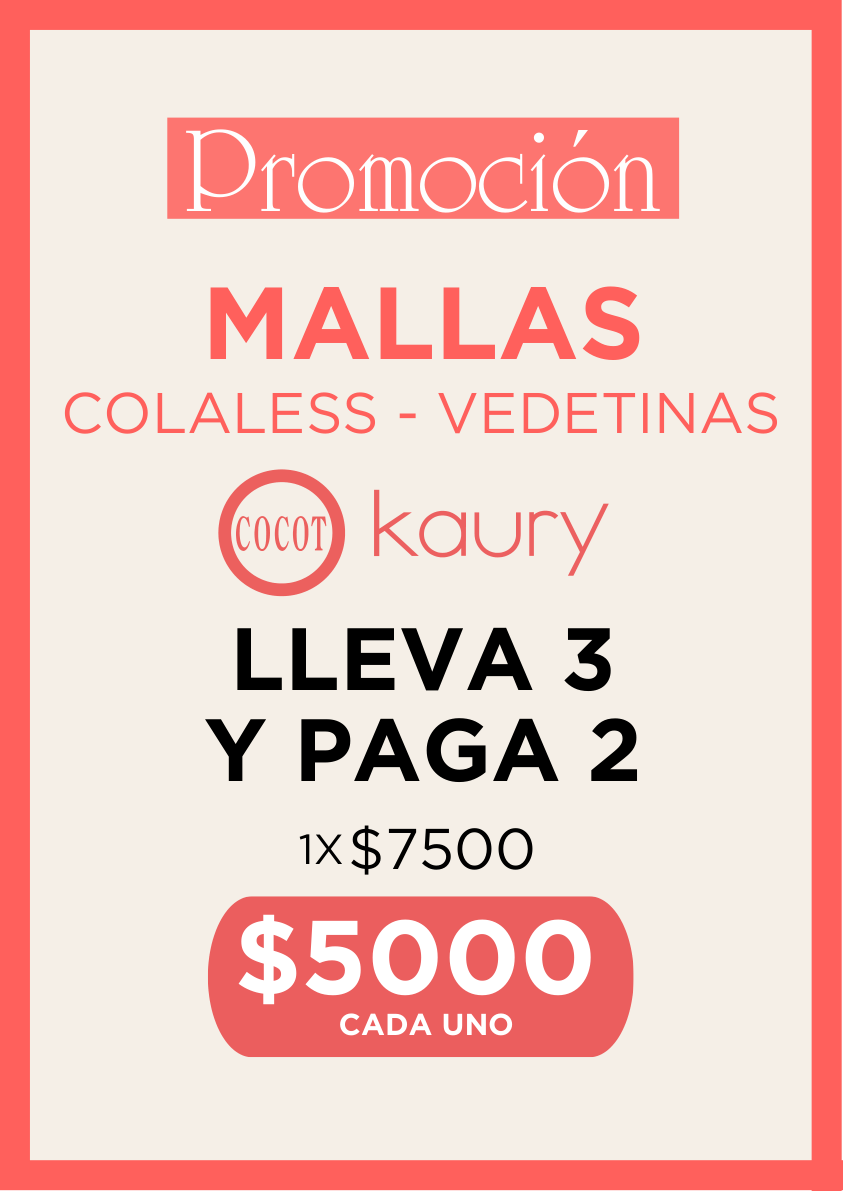 Promoción
MALLAS
COLALESS - VEDETINAS
COCOT kaury
LLEVA 3
Y PAGA 2
1X $7500
$5000
CADA UNO